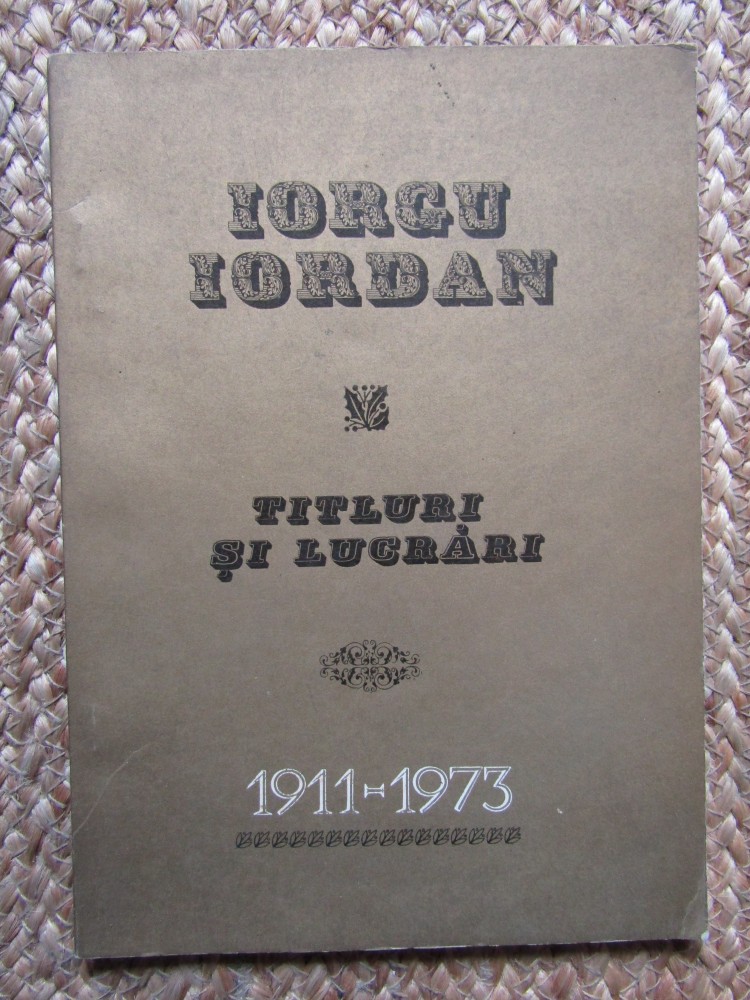 IORGU
IORDAN
TITLURI
ȘI LUCRĂRI
1911-1973